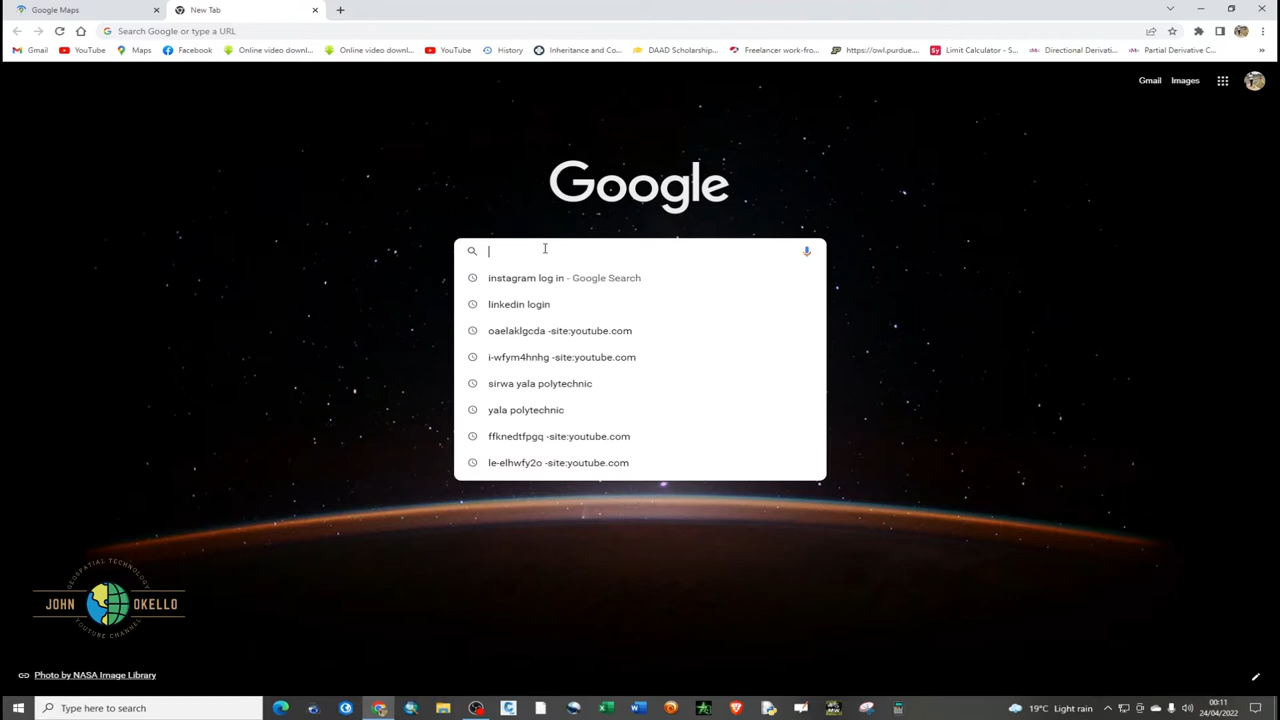 Google Maps
New Tab
Search Google or type a URL
Gmail
YouTube
Maps
Facebook
Online video downl...
Online video downl...
YouTube
History
Inheritance and Co...
DAAD Scholarship...
Freelancer work-fro...
https://owl.purdue....
Limit Calculator - S...
Directional Derivati...
Partial Derivative C...
Gmail
Images
Google
instagram log in - Google Search
linkedin login
oaelaklgcda -site:youtube.com
i-wfym4hnhg -site:youtube.com
sirwa yala polytechnic
yala polytechnic
ffknedtfpgq -site:youtube.com
le-elhwfy2o -site:youtube.com
GEOSPATIAL TECHNOLOGY
JOHN OKELLO
YOUTUBE CHANNEL
Photo by NASA Image Library
Type here to search
19°C Light rain
00:11
24/04/2022